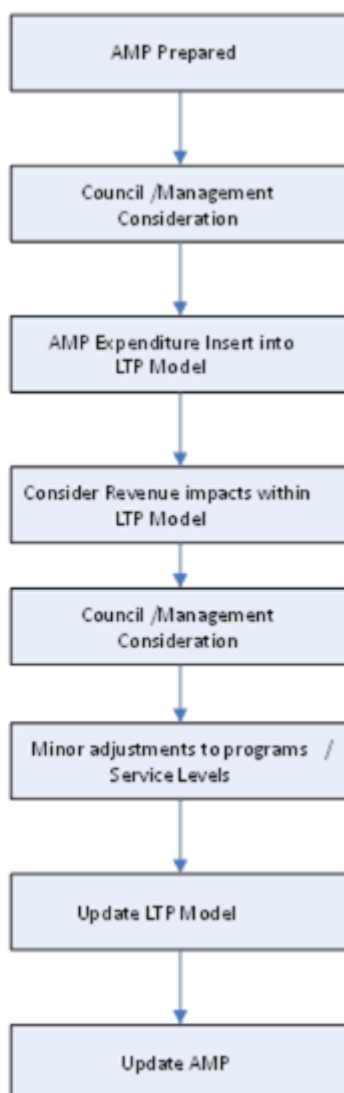 AMP Prepared
Council /Management
Consideration
AMP Expenditure Insert into
LTP Model
Consider Revenue impacts within
LTP Model
Council /Management
Consideration
Minor adjustments to programs /
Service Levels
Update LTP Model
Update AMP